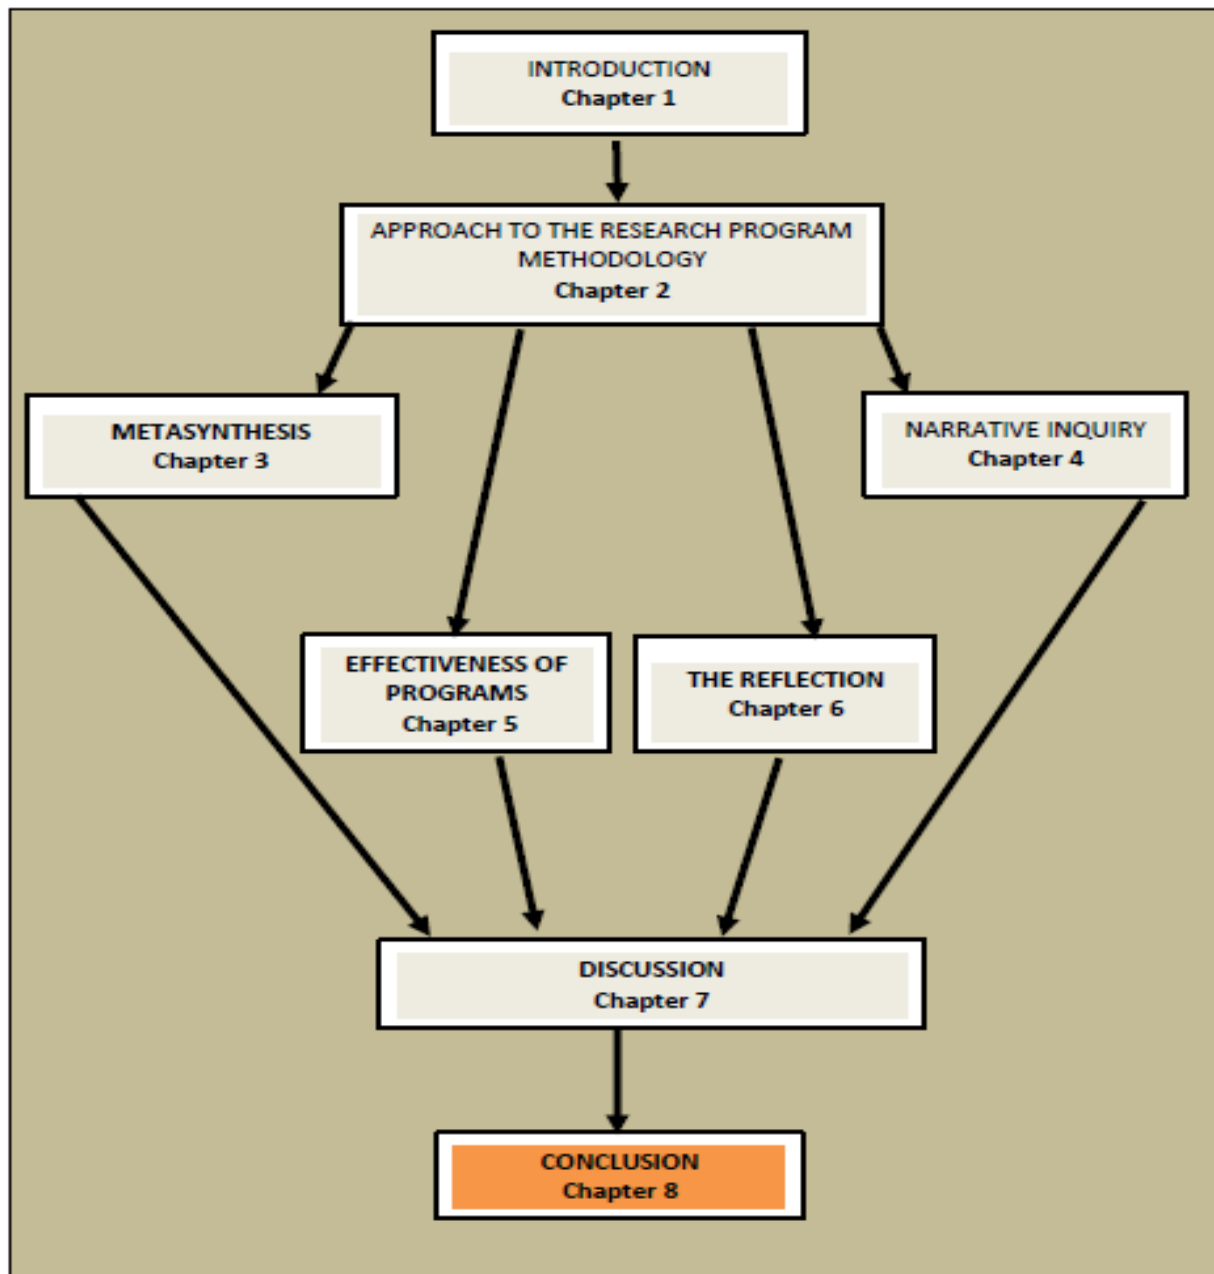 INTRODUCTION
Chapter 1
APPROACH TO THE RESEARCH PROGRAM
METHODOLOGY
Chapter 2
METASYNTHESIS
Chapter 3
NARRATIVE INQUIRY
Chapter 4
EFFECTIVENESS OF
PROGRAMS
Chapter 5
THE REFLECTION
Chapter 6
DISCUSSION
Chapter 7
CONCLUSION
Chapter 8